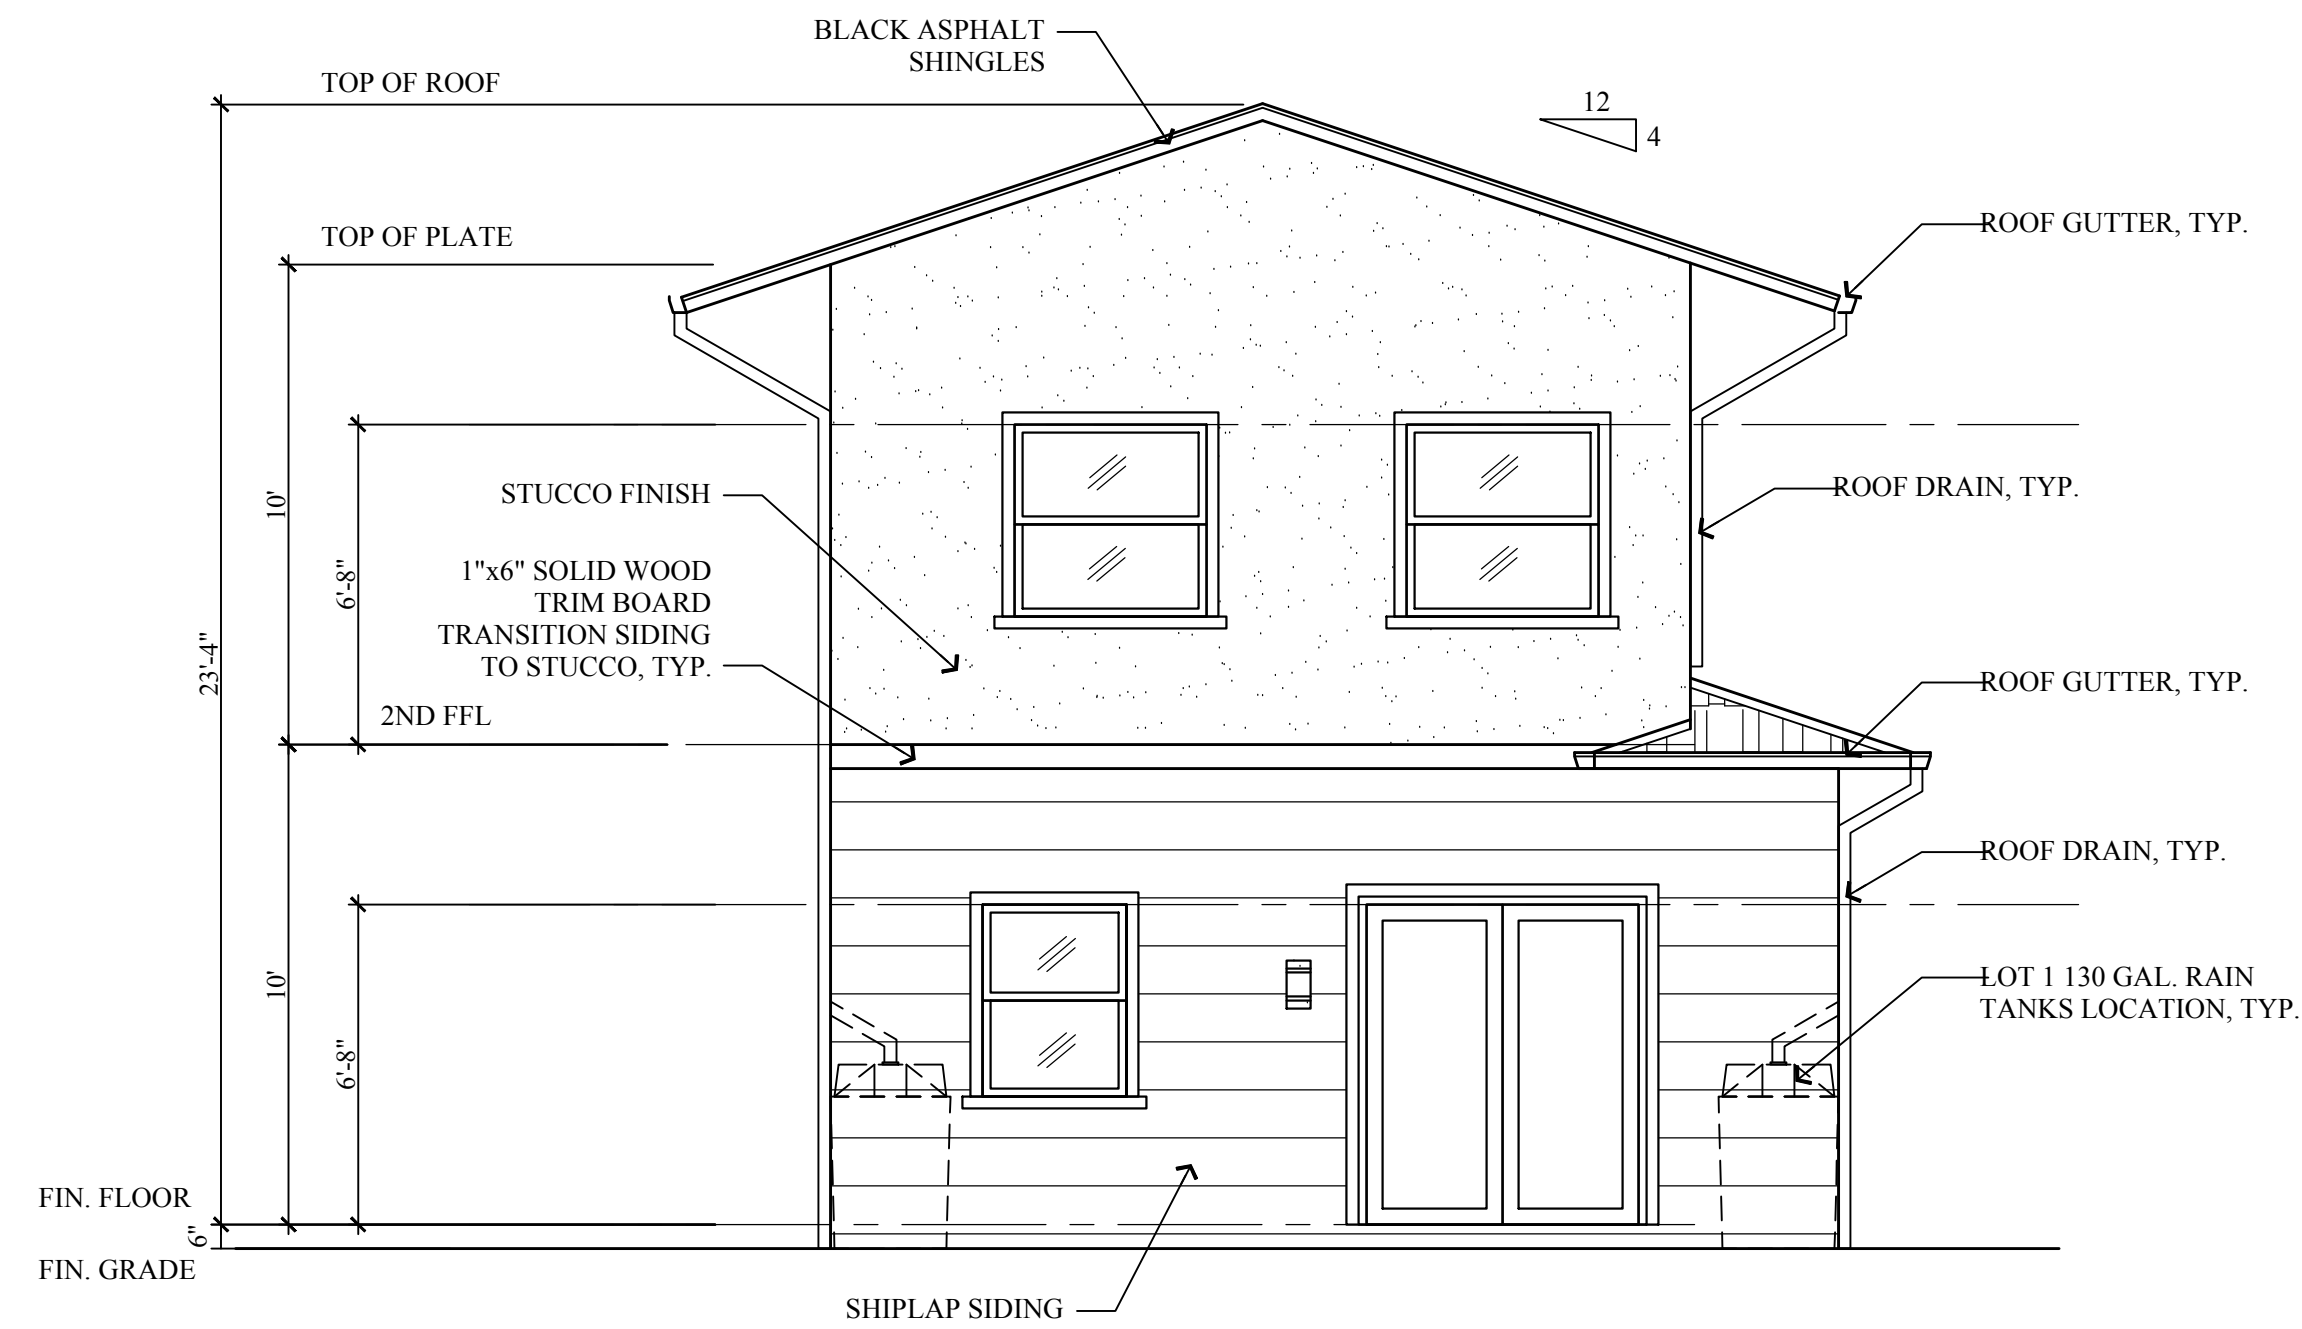 BLACK ASPHALT
SHINGLES
TOP OF ROOF
12
4
TOP OF PLATE
ROOF GUTTER, TYP.
10'
6'-8"
23'-4"
STUCCO FINISH
ROOF DRAIN, TYP.
1"x6" SOLID WOOD
TRIM BOARD
TRANSITION SIDING
TO STUCCO, TYP.
2ND FFL
ROOF GUTTER, TYP.
ROOF DRAIN, TYP.
10'
6'-8"
LOT 1 130 GAL. RAIN
TANKS LOCATION, TYP.
FIN. FLOOR
6"
FIN. GRADE
SHIPLAP SIDING